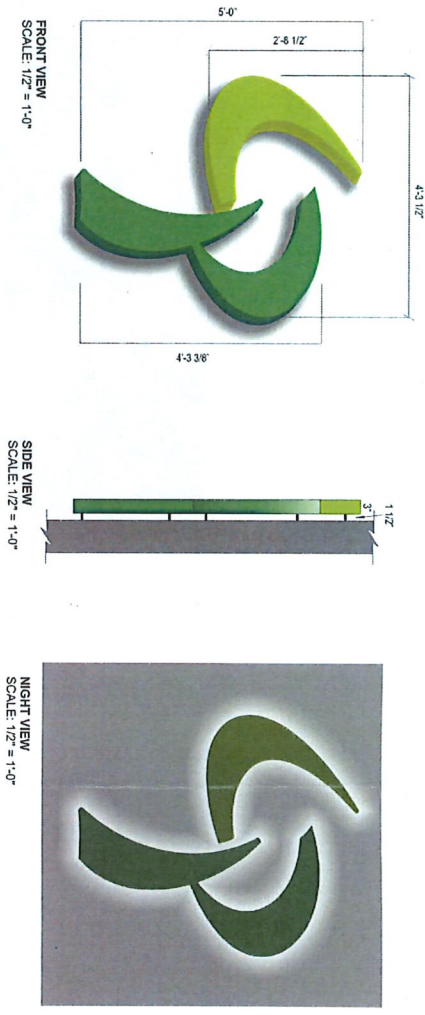 5'-0"
2'-8 1/2"
4'-3 1/2"
4'-3 3/8"
FRONT VIEW
SCALE: 1/2" = 1'-0"
1 1/2"
3"
SIDE VIEW
SCALE: 1/2" = 1'-0"
NIGHT VIEW
SCALE: 1/2" = 1'-0"